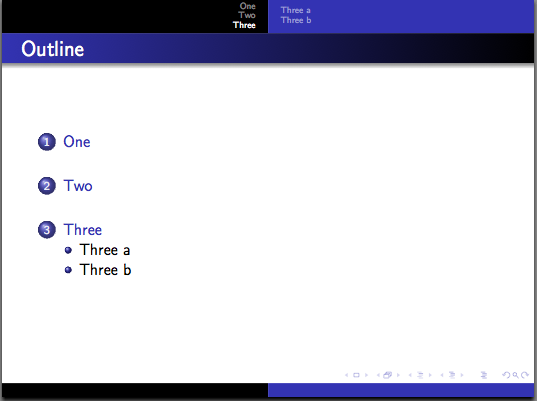 One
Two
Three
Three a
Three b
Outline
1 One
2 Two
3 Three
Three a
Three b